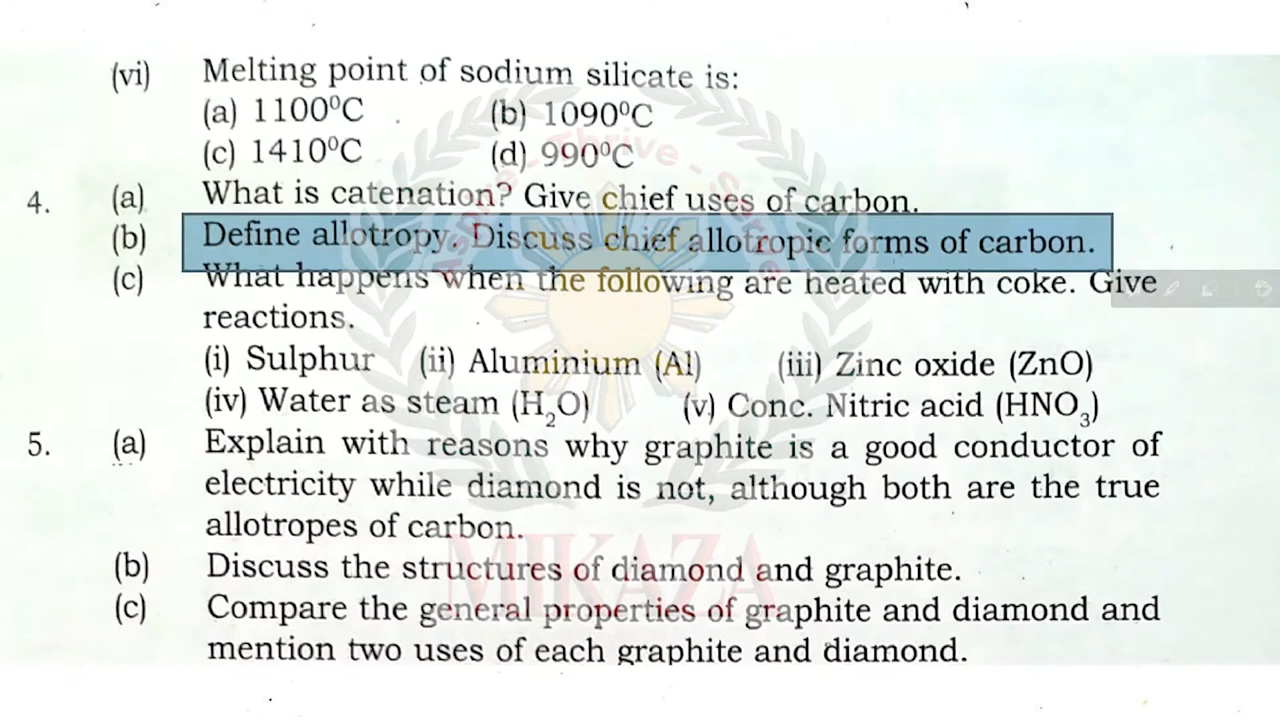 (vi) Melting point of sodium silicate is:
(a) 1100⁰C (b) 1090⁰C
(c) 1410⁰C (d) 990⁰C
4. (a) What is catenation? Give chief uses of carbon.
(b) Define allotropy. Discuss chief allotropic forms of carbon.
(c) What happens when the following are heated with coke. Give
reactions.
(i) Sulphur (ii) Aluminium (Al) (iii) Zinc oxide (ZnO)
(iv) Water as steam (H₂O) (v) Conc. Nitric acid (HNO₃)
5. (a) Explain with reasons why graphite is a good conductor of
electricity while diamond is not, although both are the true
allotropes of carbon.
(b) Discuss the structures of diamond and graphite.
(c) Compare the general properties of graphite and diamond and
mention two uses of each graphite and diamond.
MIKAZA